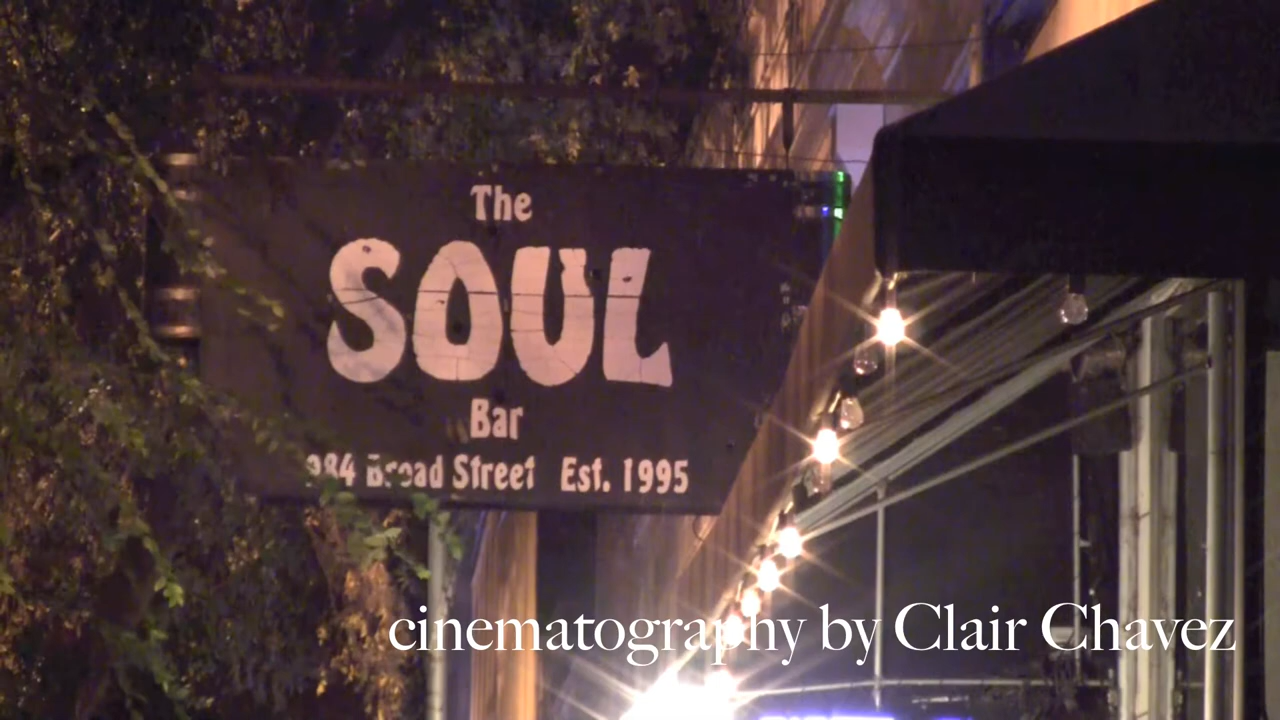 The
SOUL
Bar
984 Broad Street Est. 1995
cinematography by Clair Chavez